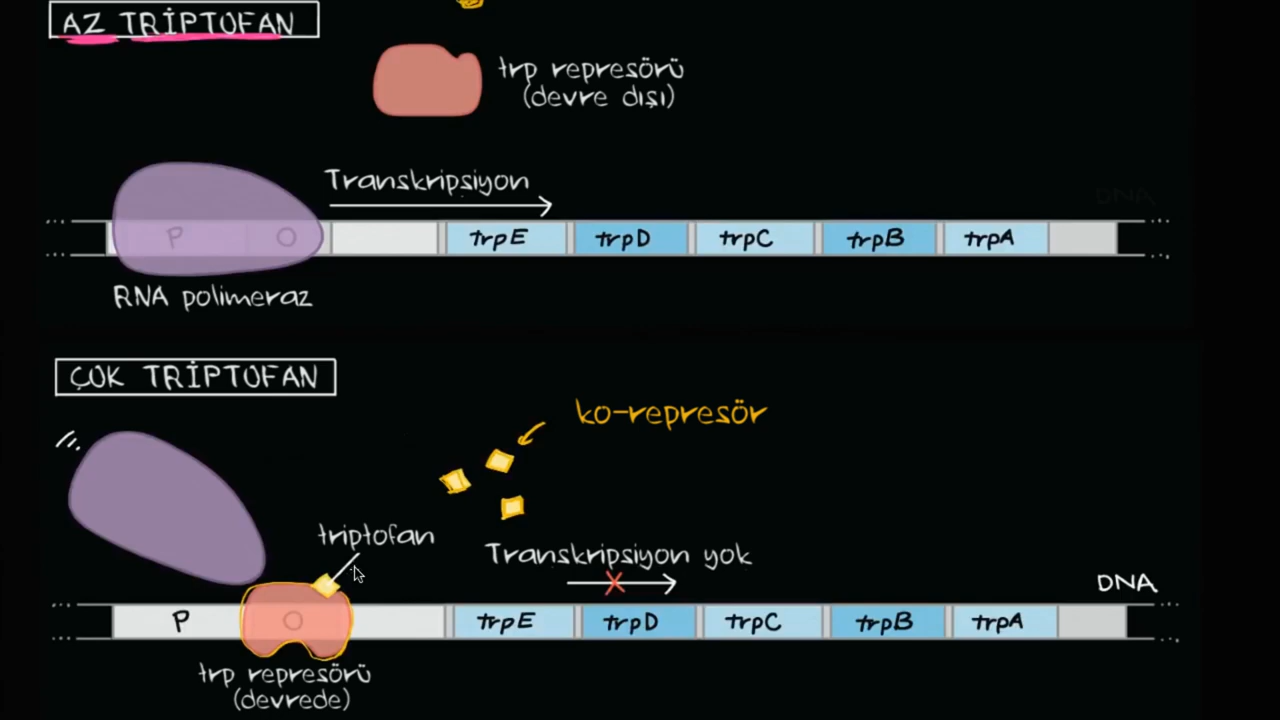 AZ TRİPTOFAN
trp represörü
(devre dışı)
Transkripsiyon
DNA
P O trpE trpD trpC trpB trpA
RNA polimeraz
ÇOK TRİPTOFAN
ko-represör
triptofan
Transkripsiyon yok
DNA
P O trpE trpD trpC trpB trpA
trp represörü
(devrede)